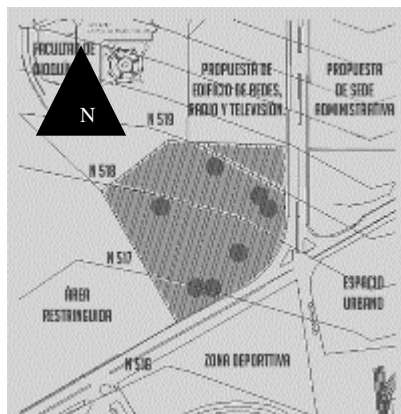 FACULTAD DE
N
PROPUESTA DE
EDIFICIO DE REDES,
RADIO Y TELEVISIÓN
PROPUESTA
DE SEDE
ADMINISTRATIVA
N 519
N 518
N 517
ÁREA
RESTRINGIDA
ESPACIO
URBANO
N 516
ZONA DEPORTIVA